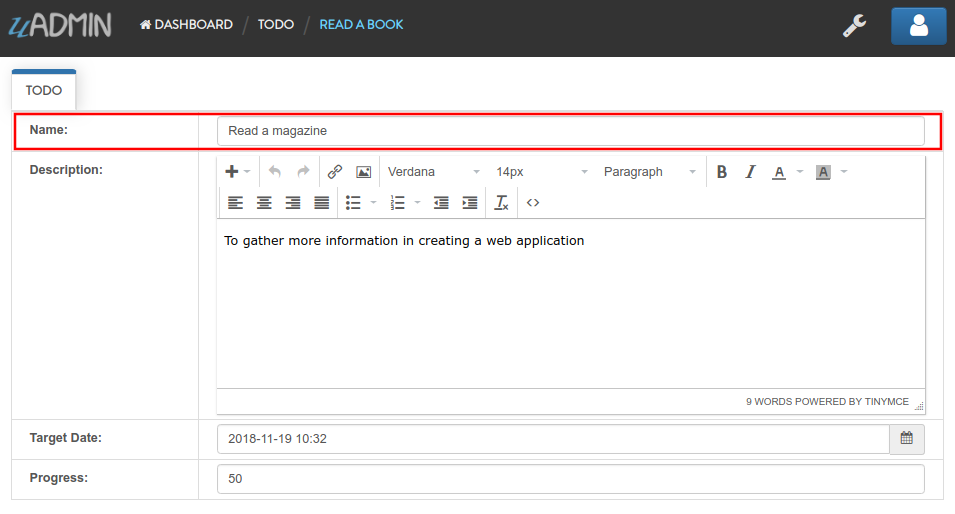 uADMIN DASHBOARD / TODO / READ A BOOK
TODO
Name: Read a magazine
Description: Verdana 14px Paragraph B I A A
To gather more information in creating a web application
9 WORDS POWERED BY TINYMCE
Target Date: 2018-11-19 10:32
Progress: 50